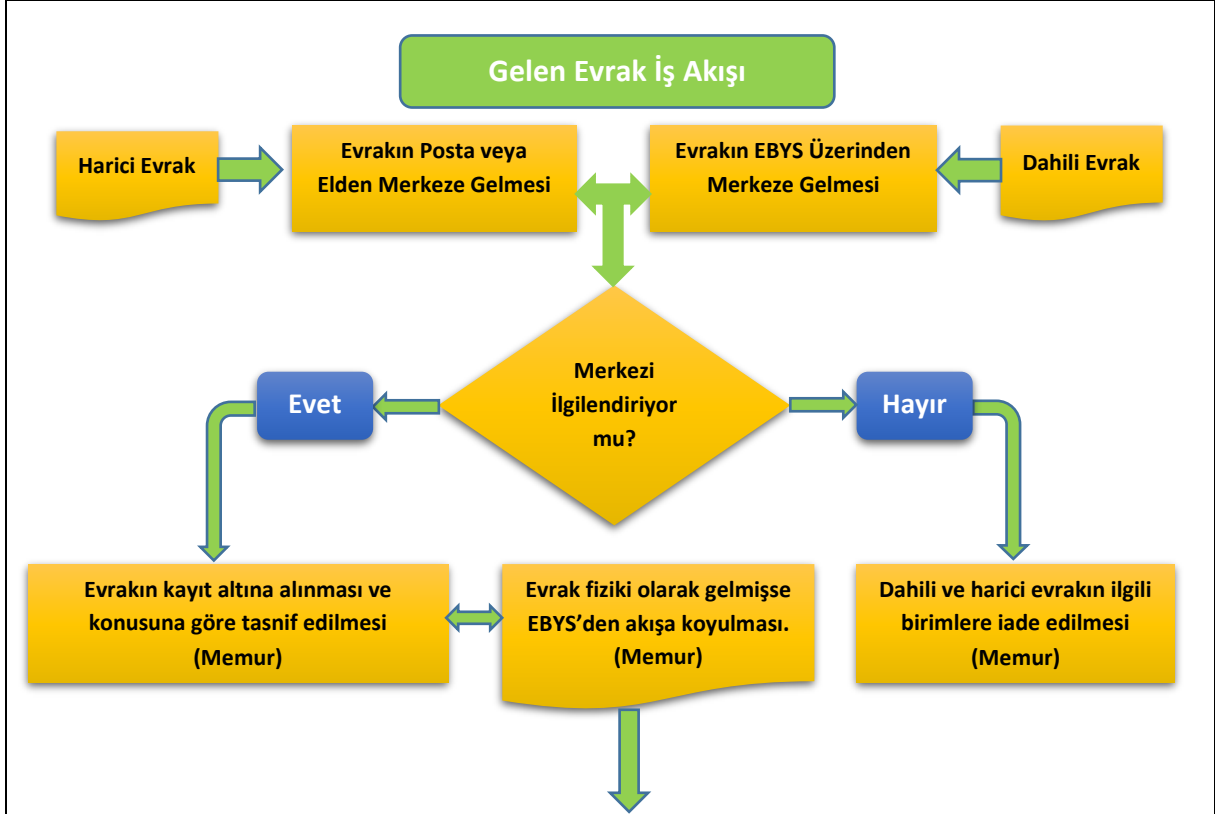 Gelen Evrak İş Akışı
Harici Evrak
Evrakın Posta veya
Elden Merkeze Gelmesi
Evrakın EBYS Üzerinden
Merkeze Gelmesi
Dahili Evrak
Merkezi
İlgilendiriyor
mu?
Evet
Hayır
Evrakın kayıt altına alınması ve
konusuna göre tasnif edilmesi
(Memur)
Evrak fiziki olarak gelmişse
EBYS’den akışa koyulması.
(Memur)
Dahili ve harici evrakın ilgili
birimlere iade edilmesi
(Memur)